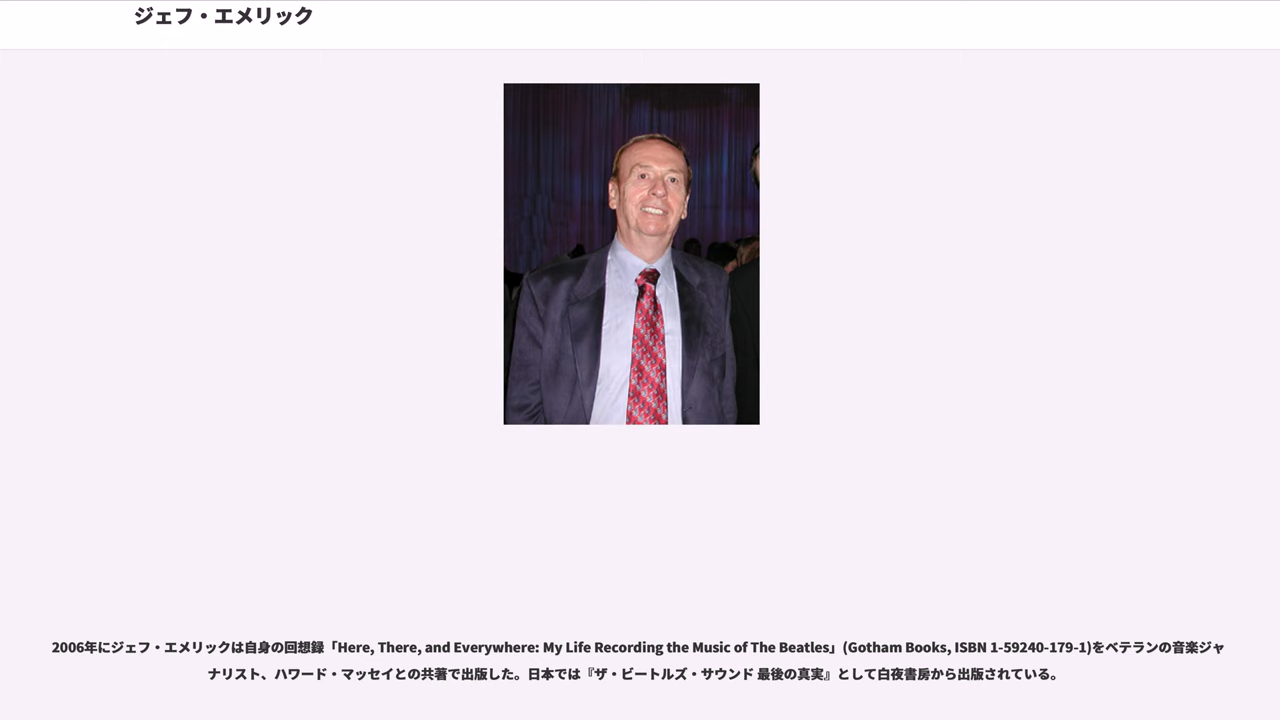 ジェフ・エメリック
2006年にジェフ・エメリックは自身の回想録「Here, There, and Everywhere: My Life Recording the Music of The Beatles」(Gotham Books, ISBN 1-59240-179-1)をベテランの音楽ジャ
ナリスト、ハワード・マッセイとの共著で出版した。日本では『ザ・ビートルズ・サウンド 最後の真実』として白夜書房から出版されている。